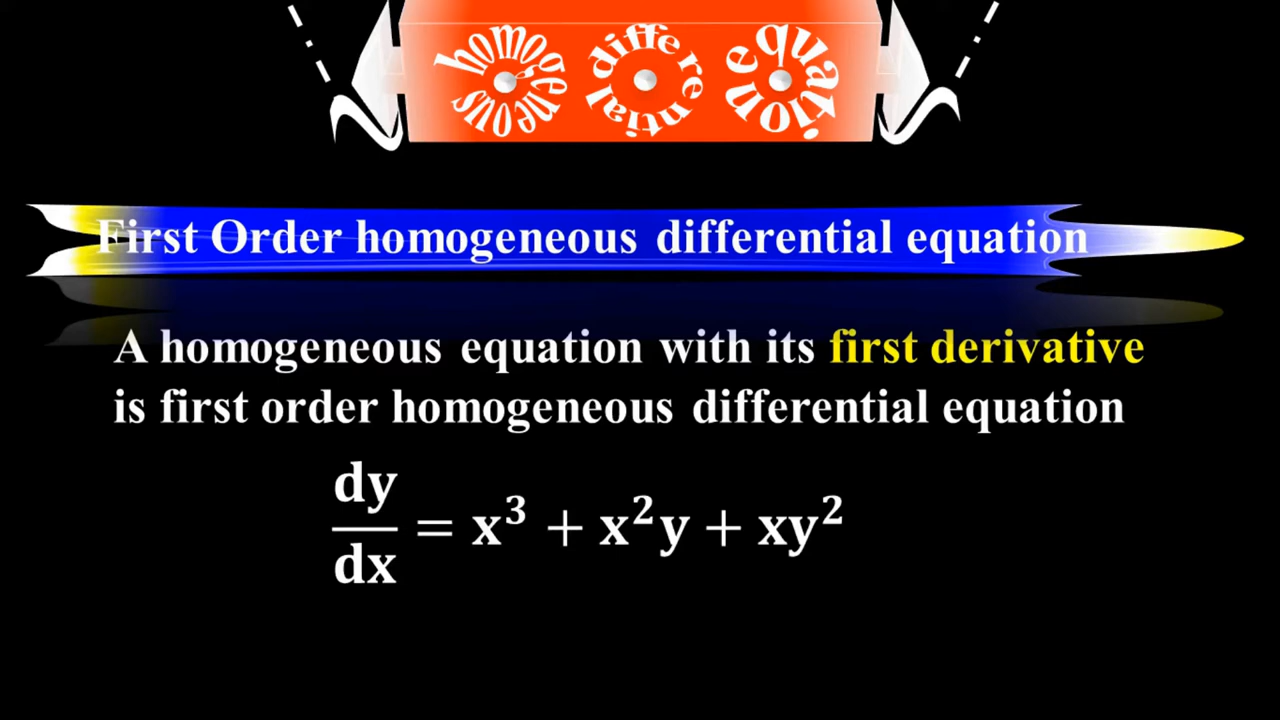 homogeneous differential equation
First Order homogeneous differential equation
A homogeneous equation with its first derivative
is first order homogeneous differential equation
dy/dx = x³ + x²y + xy²